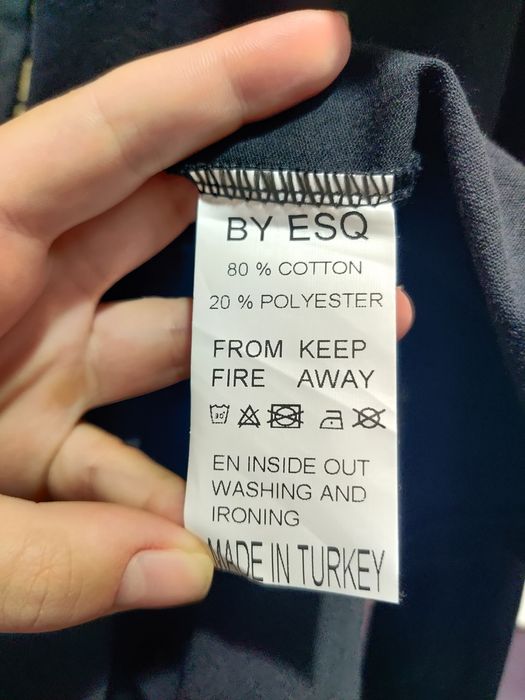 BY ESQ
80 % COTTON
20 % POLYESTER
FROM KEEP
FIRE AWAY
30°
EN INSIDE OUT
WASHING AND
IRONING
MADE IN TURKEY